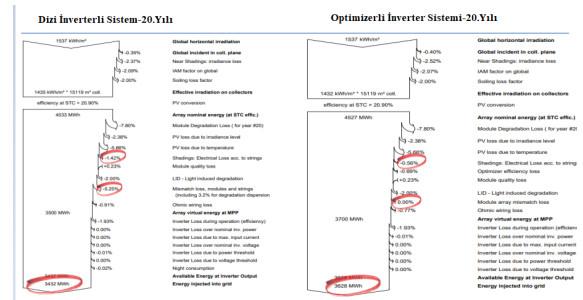 Dizi İnverterli Sistem-20.Yılı
1537 kWh/m²
Global horizontal irradiation
-0.39%
Global incident in coll. plane
-2.37%
Near Shadings: irradiance loss
-2.09%
IAM factor on global
-2.00%
Soiling loss factor
1435 kWh/m² * 15119 m² coll.
Effective irradiation on collectors
efficiency at STC = 20.90%
PV conversion
4533 MWh
Array nominal energy (at STC effic.)
-7.80%
Module Degradation Loss ( for year #20)
-2.38%
PV loss due to irradiance level
-5.66%
PV loss due to temperature
-1.42%
Shadings: Electrical Loss acc. to strings
+0.23%
Module quality loss
-2.00%
LID - Light induced degradation
-5.25%
Mismatch loss, modules and strings
(including 3.2% for degradation dispersion
-0.91%
Ohmic wiring loss
3500 MWh
Array virtual energy at MPP
-1.93%
Inverter Loss during operation (efficiency)
0.00%
Inverter Loss over nominal inv. power
0.00%
Inverter Loss due to max. input current
0.00%
Inverter Loss over nominal inv. voltage
-0.01%
Inverter Loss due to power threshold
0.00%
Inverter Loss due to voltage threshold
-0.02%
Night consumption
Available Energy at Inverter Output
3432 MWh
Energy injected into grid
Optimizerli İnverter Sistemi-20.Yılı
1537 kWh/m²
Global horizontal irradiation
-0.40%
Global incident in coll. plane
-2.52%
Near Shadings: irradiance loss
-2.07%
IAM factor on global
-2.00%
Soiling loss factor
1432 kWh/m² * 15119 m² coll.
Effective irradiation on collectors
efficiency at STC = 20.90%
PV conversion
4527 MWh
Array nominal energy (at STC effic.)
-7.80%
Module Degradation Loss ( for year #20
-2.38%
PV loss due to irradiance level
-5.66%
PV loss due to temperature
-0.56%
Shadings: Electrical Loss acc. to string
-0.69%
Optimizer efficiency loss
+0.23%
Module quality loss
-2.00%
LID - Light induced degradation
0.00%
Module array mismatch loss
-0.77%
Ohmic wiring loss
3700 MWh
Array virtual energy at MPP
-1.93%
Inverter Loss during operation (efficienc
-0.01%
Inverter Loss over nominal inv. power
0.00%
Inverter Loss due to max. input current
0.00%
Inverter Loss over nominal inv. voltage
0.00%
Inverter Loss due to power threshold
0.00%
Inverter Loss due to voltage threshold
Available Energy at Inverter Output
3628 MWh
Energy injected into grid